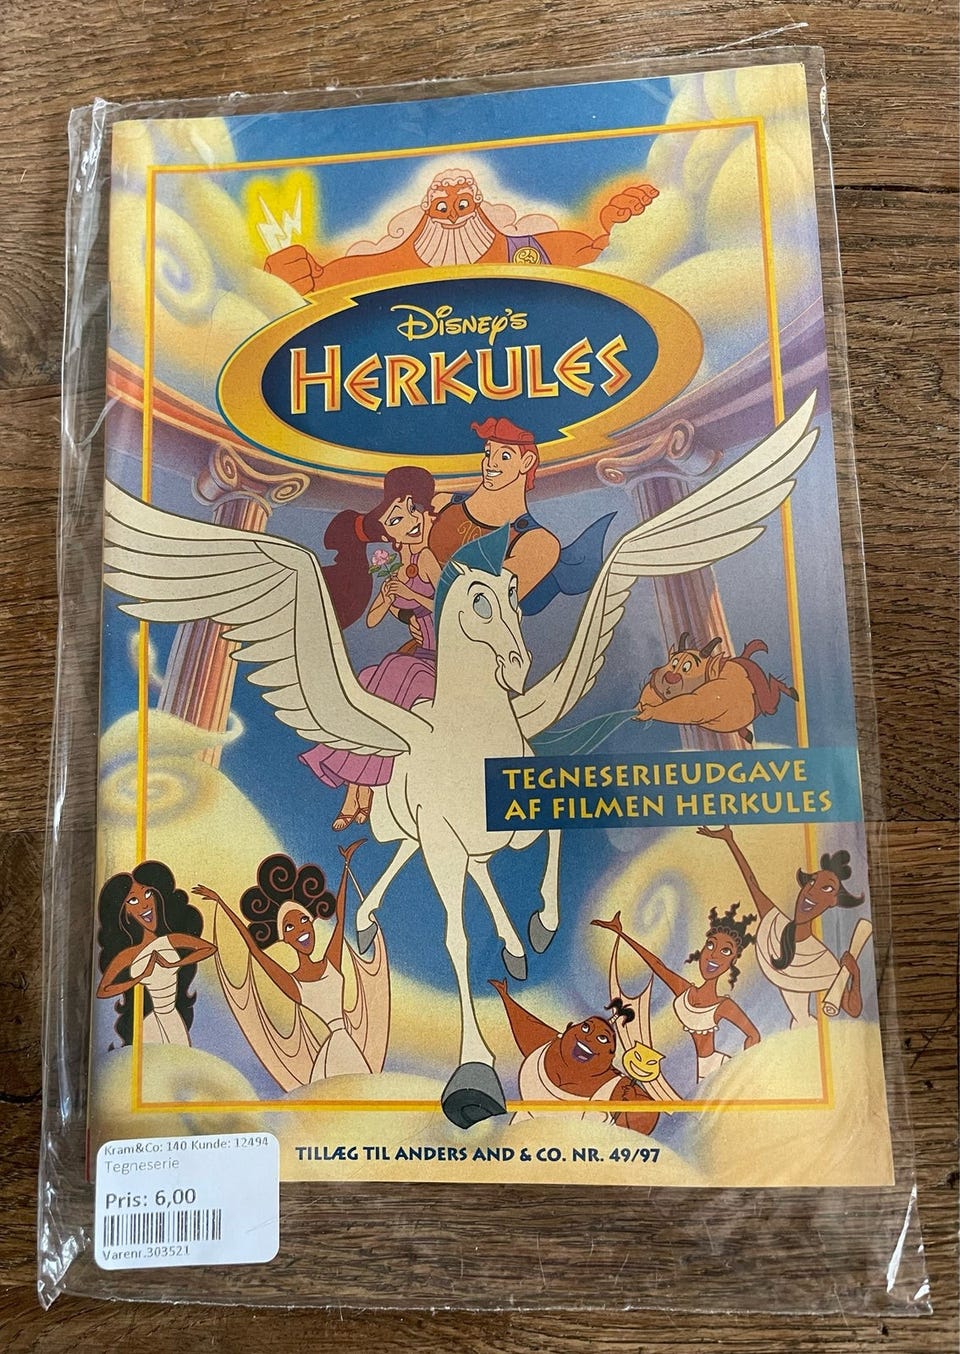 Disney's
HERKULES
TEGNESERIEUDGAVE
AF FILMEN HERKULES
TILLÆG TIL ANDERS AND & CO. NR. 49/97
Kram&Co: 140 Kunde: 12494
Tegneserie
Pris: 6,00
Varenr.303521